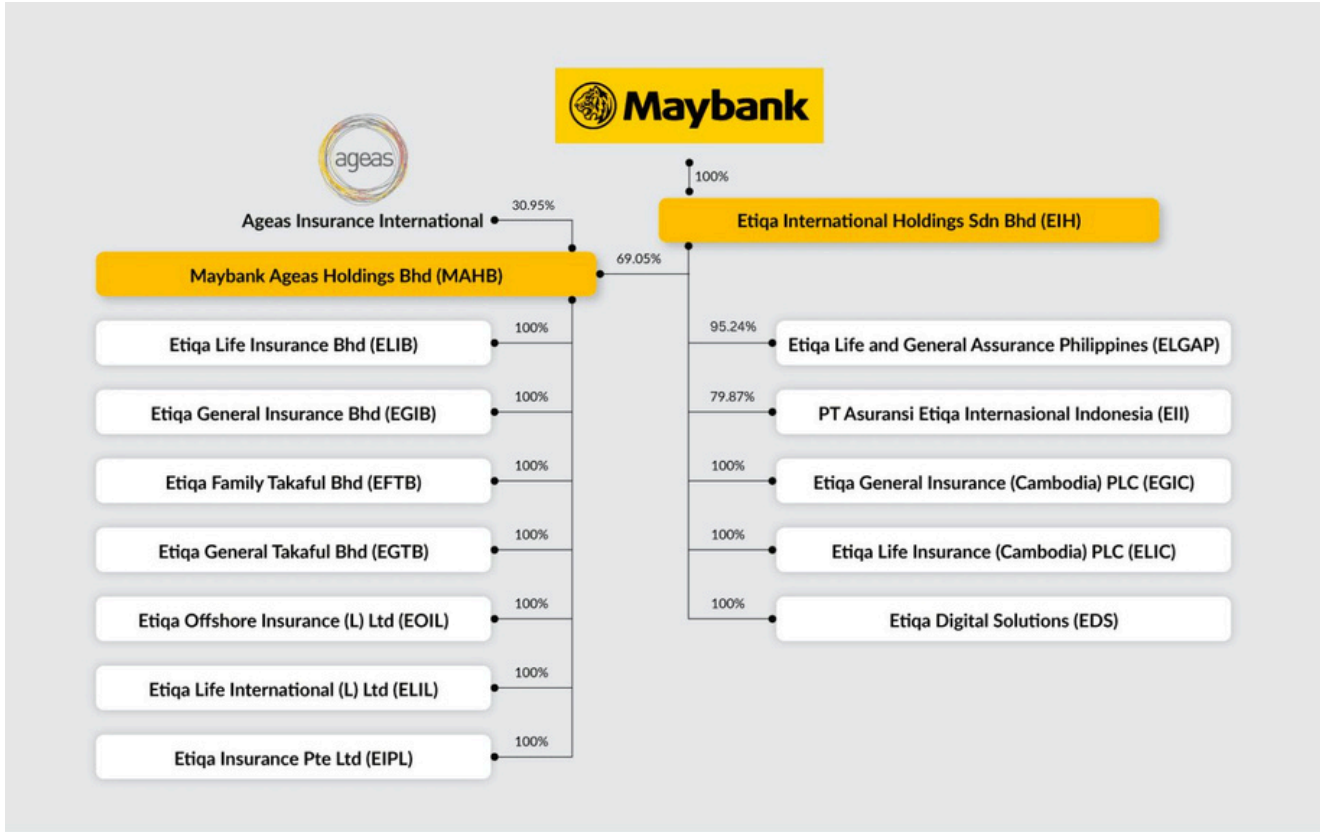 Maybank
ageas
100%
30.95%
Ageas Insurance International
Etiqa International Holdings Sdn Bhd (EIH)
69.05%
Maybank Ageas Holdings Bhd (MAHB)
100%
Etiqa Life Insurance Bhd (ELIB)
95.24%
Etiqa Life and General Assurance Philippines (ELGAP)
100%
Etiqa General Insurance Bhd (EGIB)
79.87%
PT Asuransi Etiqa Internasional Indonesia (EII)
100%
Etiqa Family Takaful Bhd (EFTB)
100%
Etiqa General Insurance (Cambodia) PLC (EGIC)
100%
Etiqa General Takaful Bhd (EGTB)
100%
Etiqa Life Insurance (Cambodia) PLC (ELIC)
100%
Etiqa Offshore Insurance (L) Ltd (EOIL)
100%
Etiqa Digital Solutions (EDS)
100%
Etiqa Life International (L) Ltd (ELIL)
100%
Etiqa Insurance Pte Ltd (EIPL)